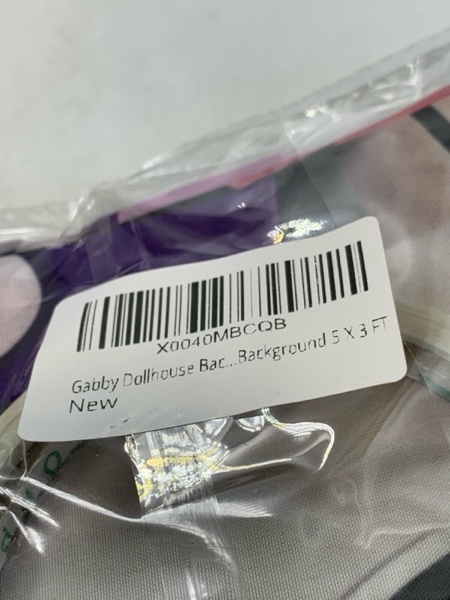 X0040MBCQB
Gabby Dollhouse Bac...Background 5 X 3 FT
New